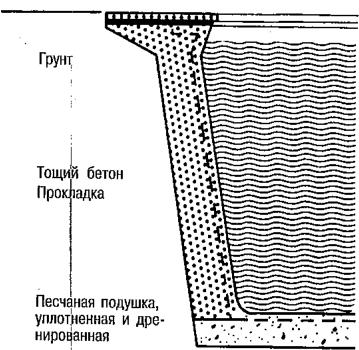 Грунт
Тощий бетон
Прокладка
Песчаная подушка,
уплотненная и дре-
нированная